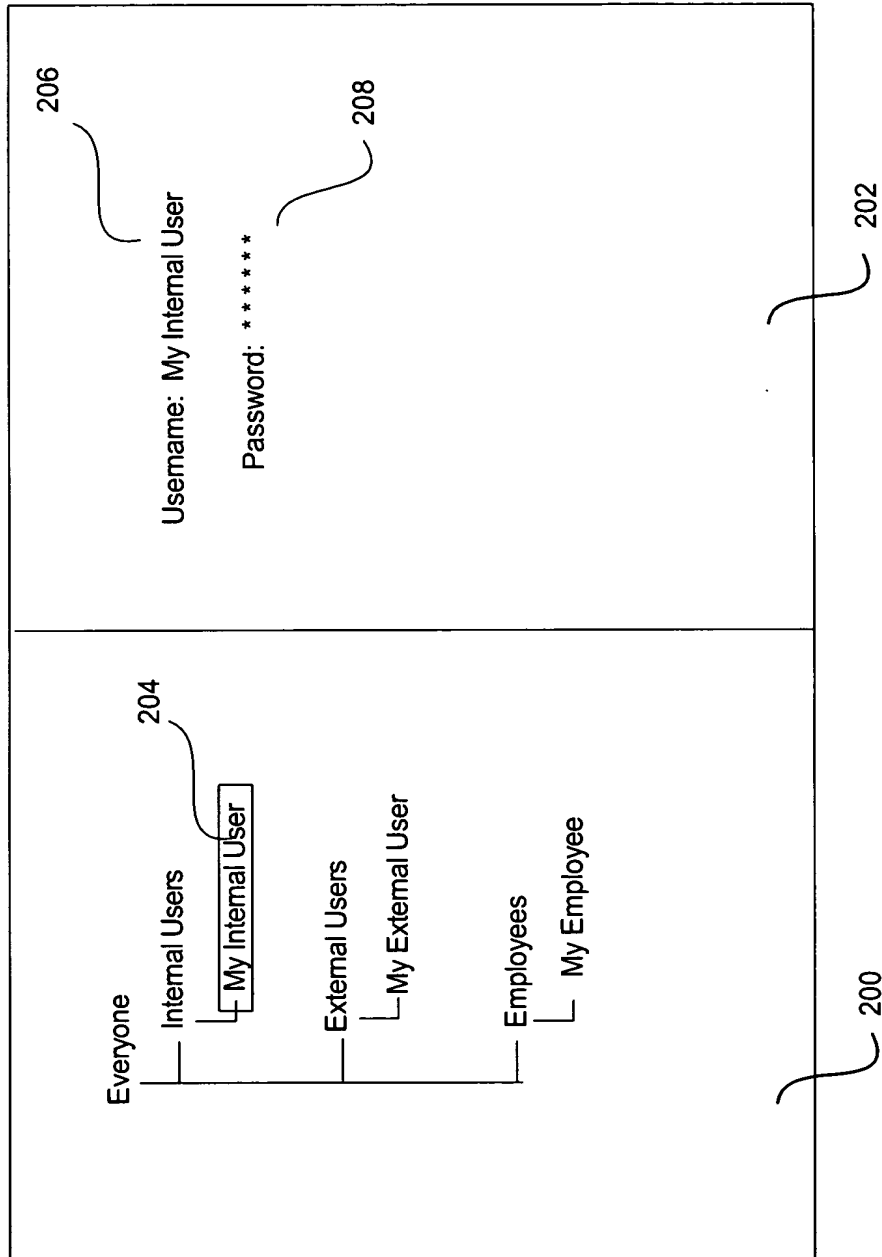 Everyone
Internal Users
My Internal User
204
External Users
My External User
Employees
My Employee
200
Username: My Internal User
206
Password: *******
208
202